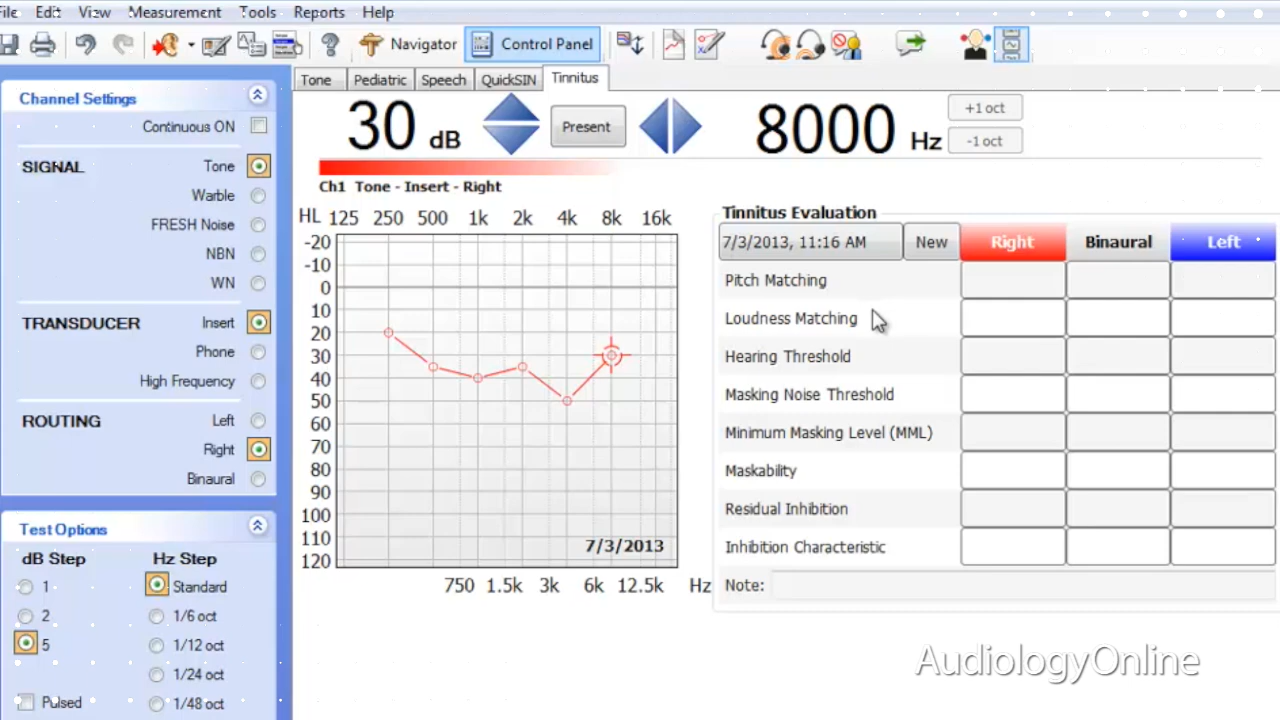 File Edit View Measurement Tools Reports Help
Navigator Control Panel
Tone Pediatric Speech QuickSIN Tinnitus
Channel Settings
Continuous ON
SIGNAL Tone
Warble
FRESH Noise
NBN
WN
TRANSDUCER Insert
Phone
High Frequency
ROUTING Left
Right
Binaural
Test Options
dB Step Hz Step
1 Standard
2 1/6 oct
5 1/12 oct
1/24 oct
Pulsed 1/48 oct
30 dB Present 8000 Hz +1 oct
-1 oct
Ch1 Tone - Insert - Right
HL 125 250 500 1k 2k 4k 8k 16k
-20
-10
0
10
20
30
40
50
60
70
80
90
100
110
120
7/3/2013
750 1.5k 3k 6k 12.5k Hz
Tinnitus Evaluation
7/3/2013, 11:16 AM New Right Binaural Left
Pitch Matching
Loudness Matching
Hearing Threshold
Masking Noise Threshold
Minimum Masking Level (MML)
Maskability
Residual Inhibition
Inhibition Characteristic
Note:
AudiologyOnline